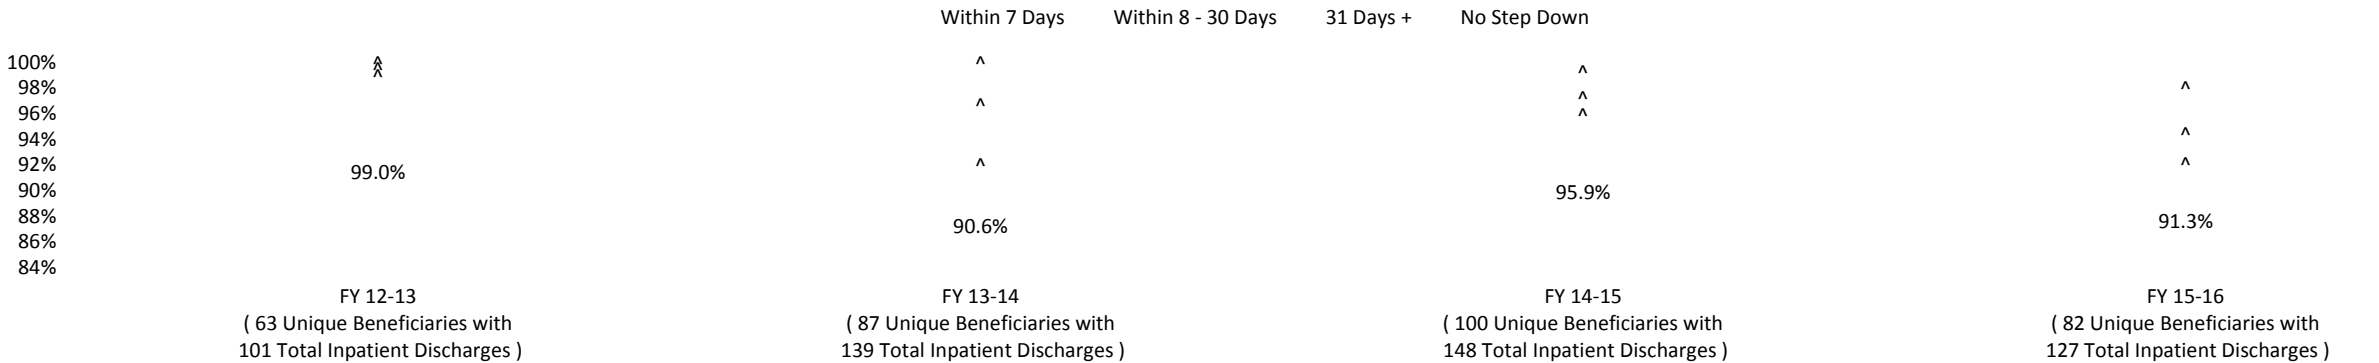 Within 7 Days Within 8 - 30 Days 31 Days + No Step Down
100%
98%
96%
94%
92%
90%
88%
86%
84%
^
^
^
99.0%
^
^
^
90.6%
^
^
^
95.9%
^
^
^
91.3%
FY 12-13
( 63 Unique Beneficiaries with
101 Total Inpatient Discharges )
FY 13-14
( 87 Unique Beneficiaries with
139 Total Inpatient Discharges )
FY 14-15
( 100 Unique Beneficiaries with
148 Total Inpatient Discharges )
FY 15-16
( 82 Unique Beneficiaries with
127 Total Inpatient Discharges )